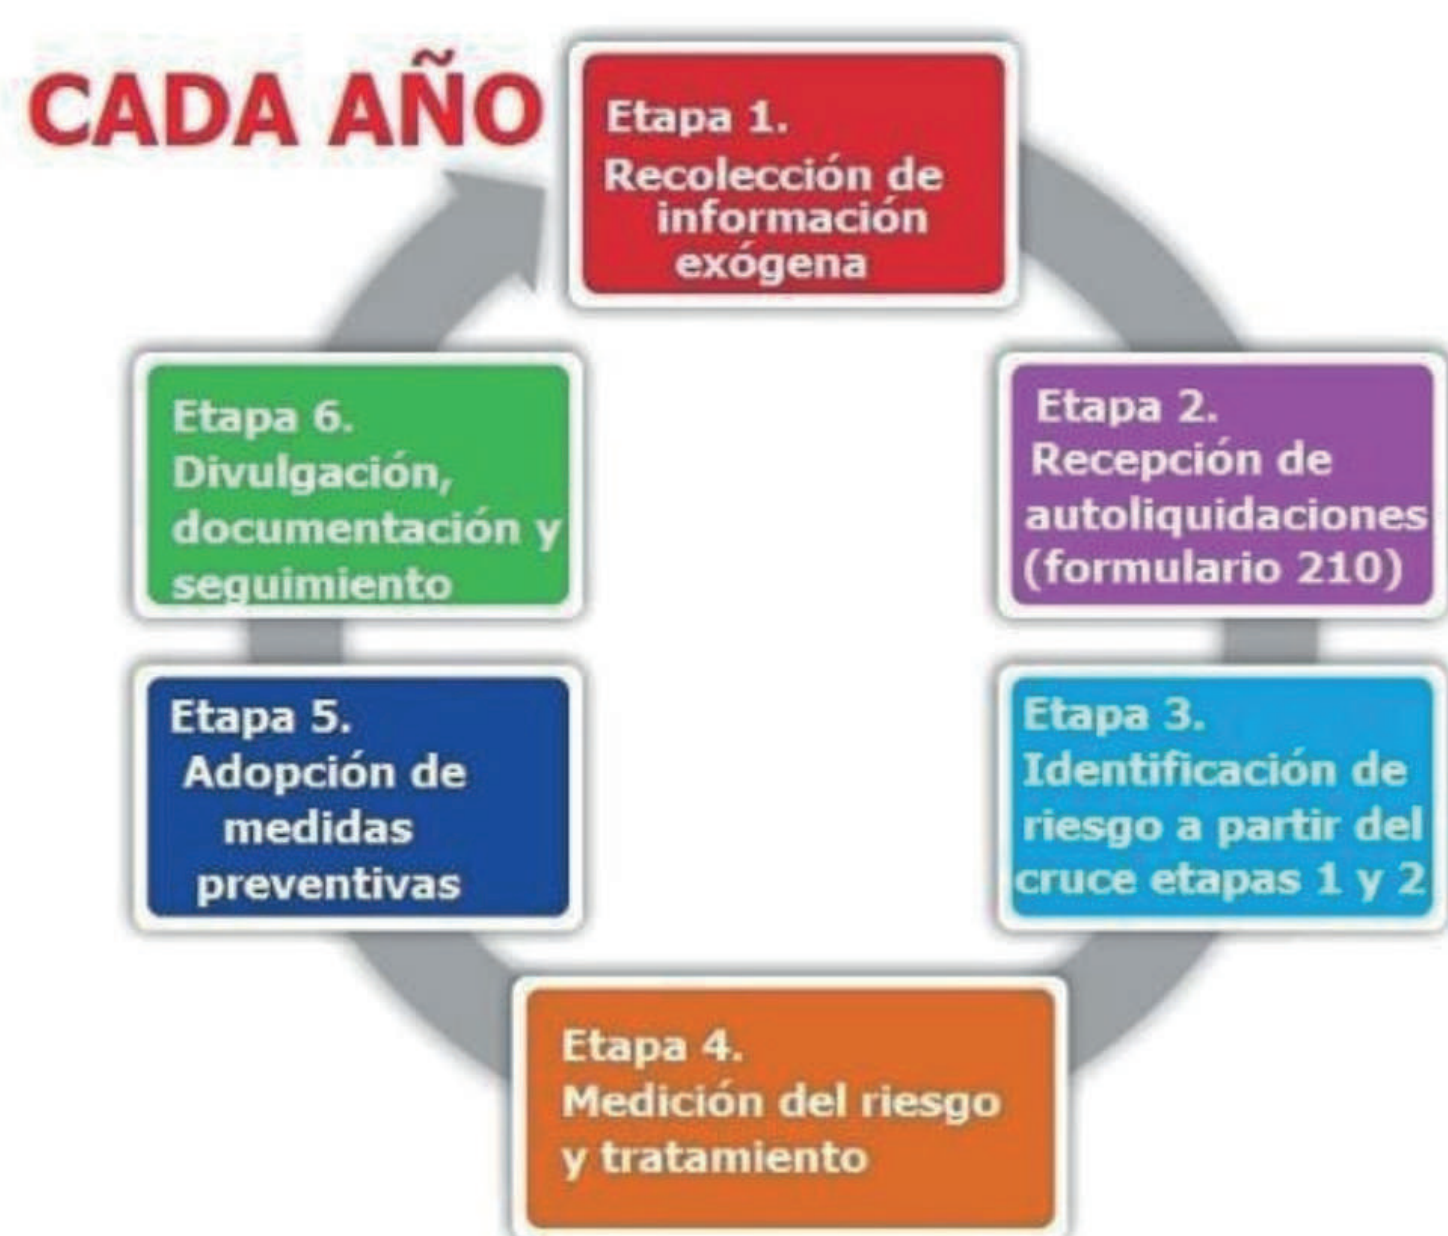 CADA AÑO
Etapa 1.
Recolección de
información
exógena
Etapa 2.
Recepción de
autoliquidaciones
(formulario 210)
Etapa 3.
Identificación de
riesgo a partir del
cruce etapas 1 y 2
Etapa 4.
Medición del riesgo
y tratamiento
Etapa 5.
Adopción de
medidas
preventivas
Etapa 6.
Divulgación,
documentación y
seguimiento